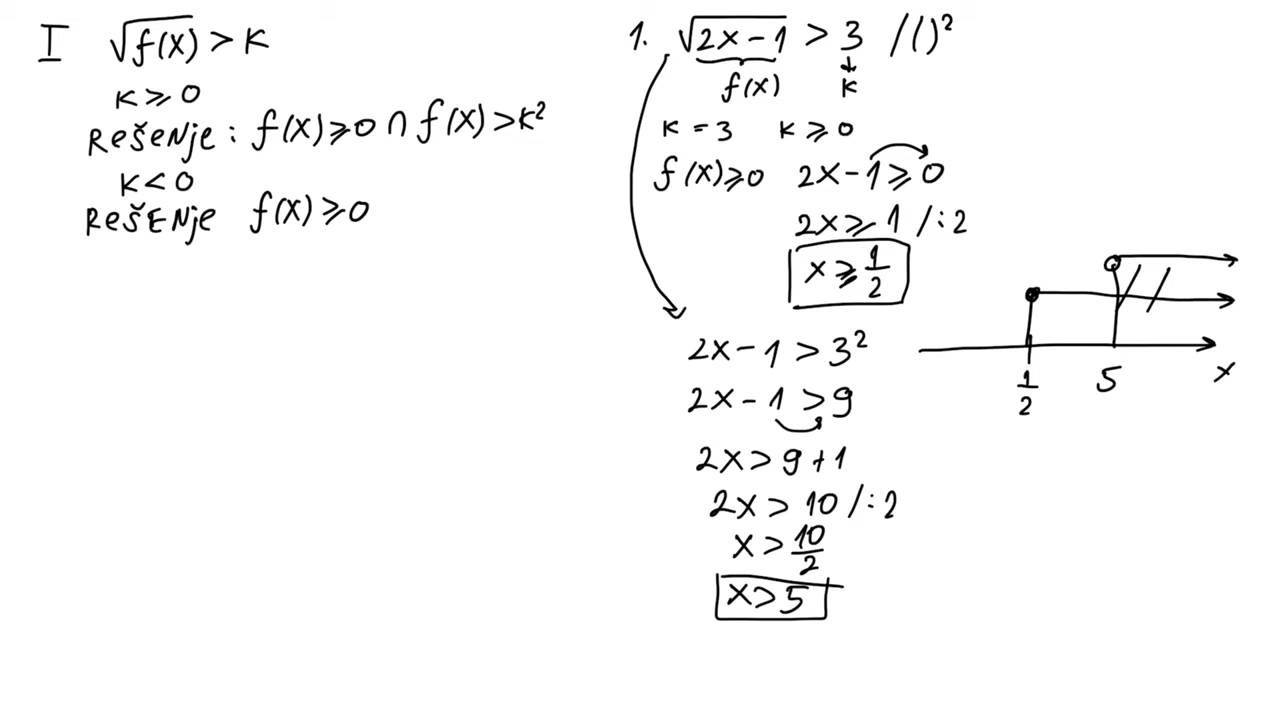 I √f(x) > K
K ≥ 0
Rešenje : f(x) ≥ 0 ∩ f(x) > K²
K < 0
REŠENJE f(x) ≥ 0
1. √2x − 1 > 3 /()²
f(x) K
K = 3 K ≥ 0
f(x) ≥ 0 2x − 1 ≥ 0
2x ≥ 1 /:2
x ≥ 1/2
2x − 1 > 3²
2x − 1 > 9
2x > 9 + 1
2x > 10 /:2
x > 10/2
x > 5
1/2 5 x